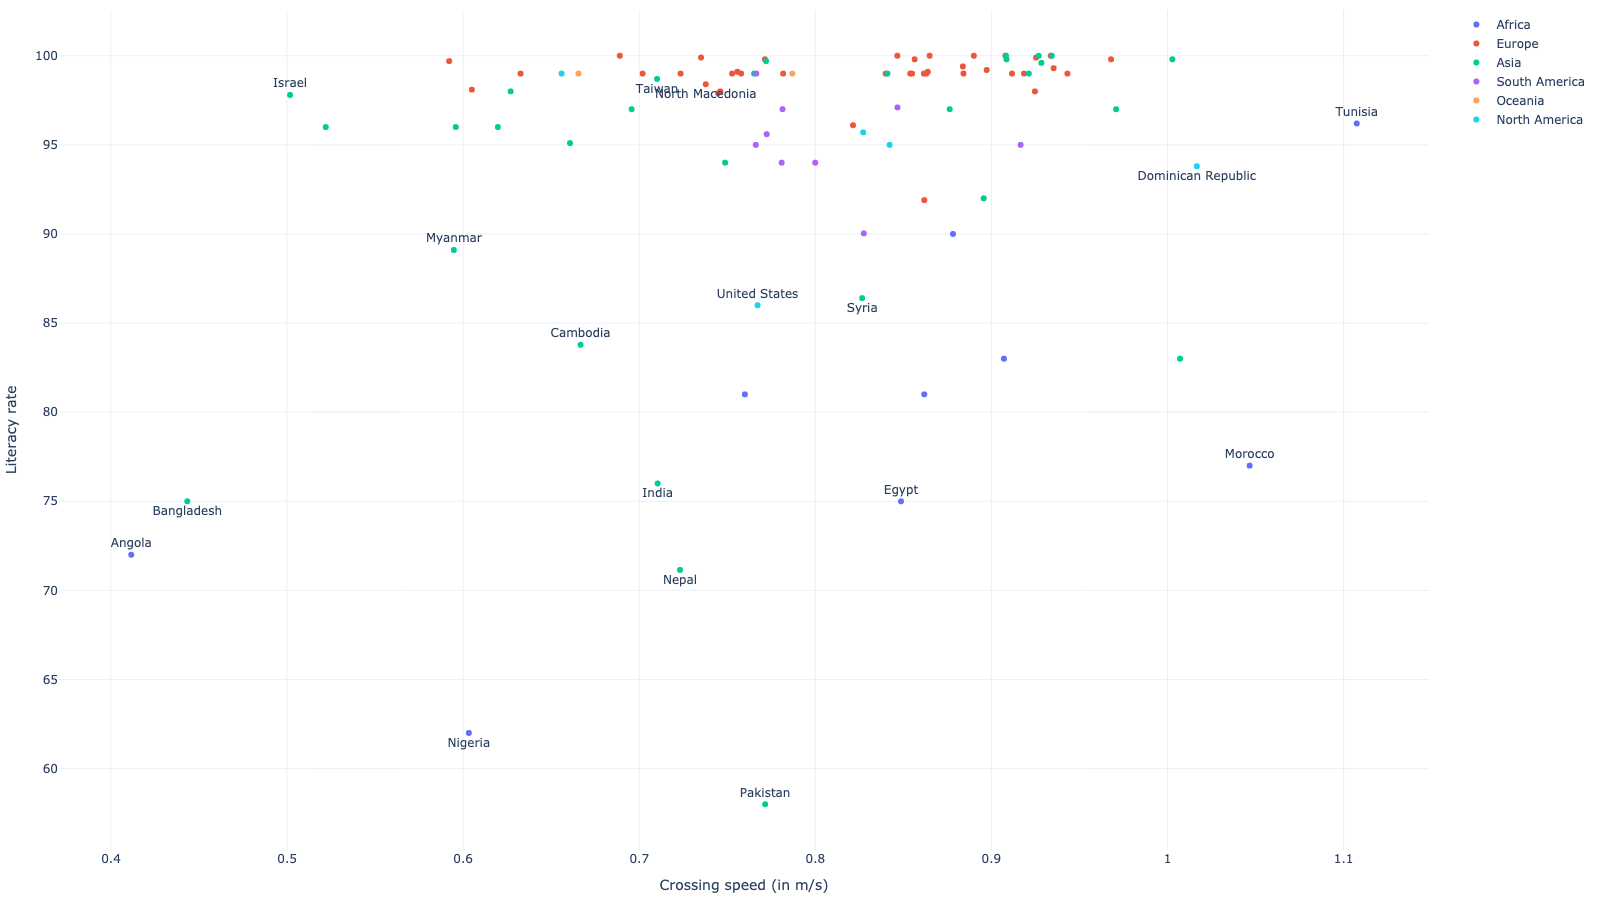 Africa
Europe
Asia
South America
Oceania
North America
100
95
90
85
80
75
70
65
60
Literacy rate
Israel
Taiwan
North Macedonia
Tunisia
Dominican Republic
Myanmar
United States
Syria
Cambodia
Morocco
India
Egypt
Bangladesh
Angola
Nepal
Nigeria
Pakistan
0.4 0.5 0.6 0.7 0.8 0.9 1 1.1
Crossing speed (in m/s)